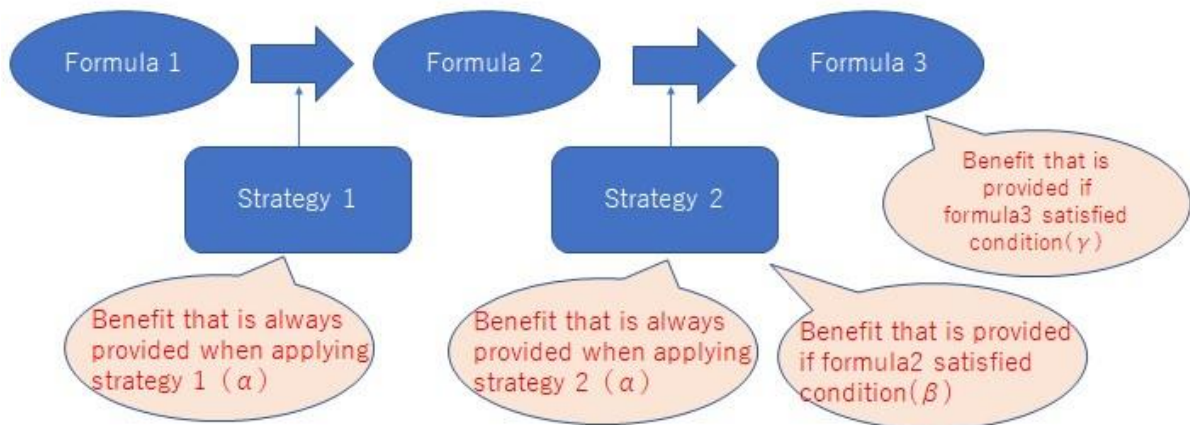 Formula 1
Formula 2
Formula 3
Strategy 1
Strategy 2
Benefit that is
provided if
formula3 satisfied
condition(γ)
Benefit that is always
provided when applying
strategy 1 (α)
Benefit that is always
provided when applying
strategy 2 (α)
Benefit that is provided
if formula2 satisfied
condition(β)